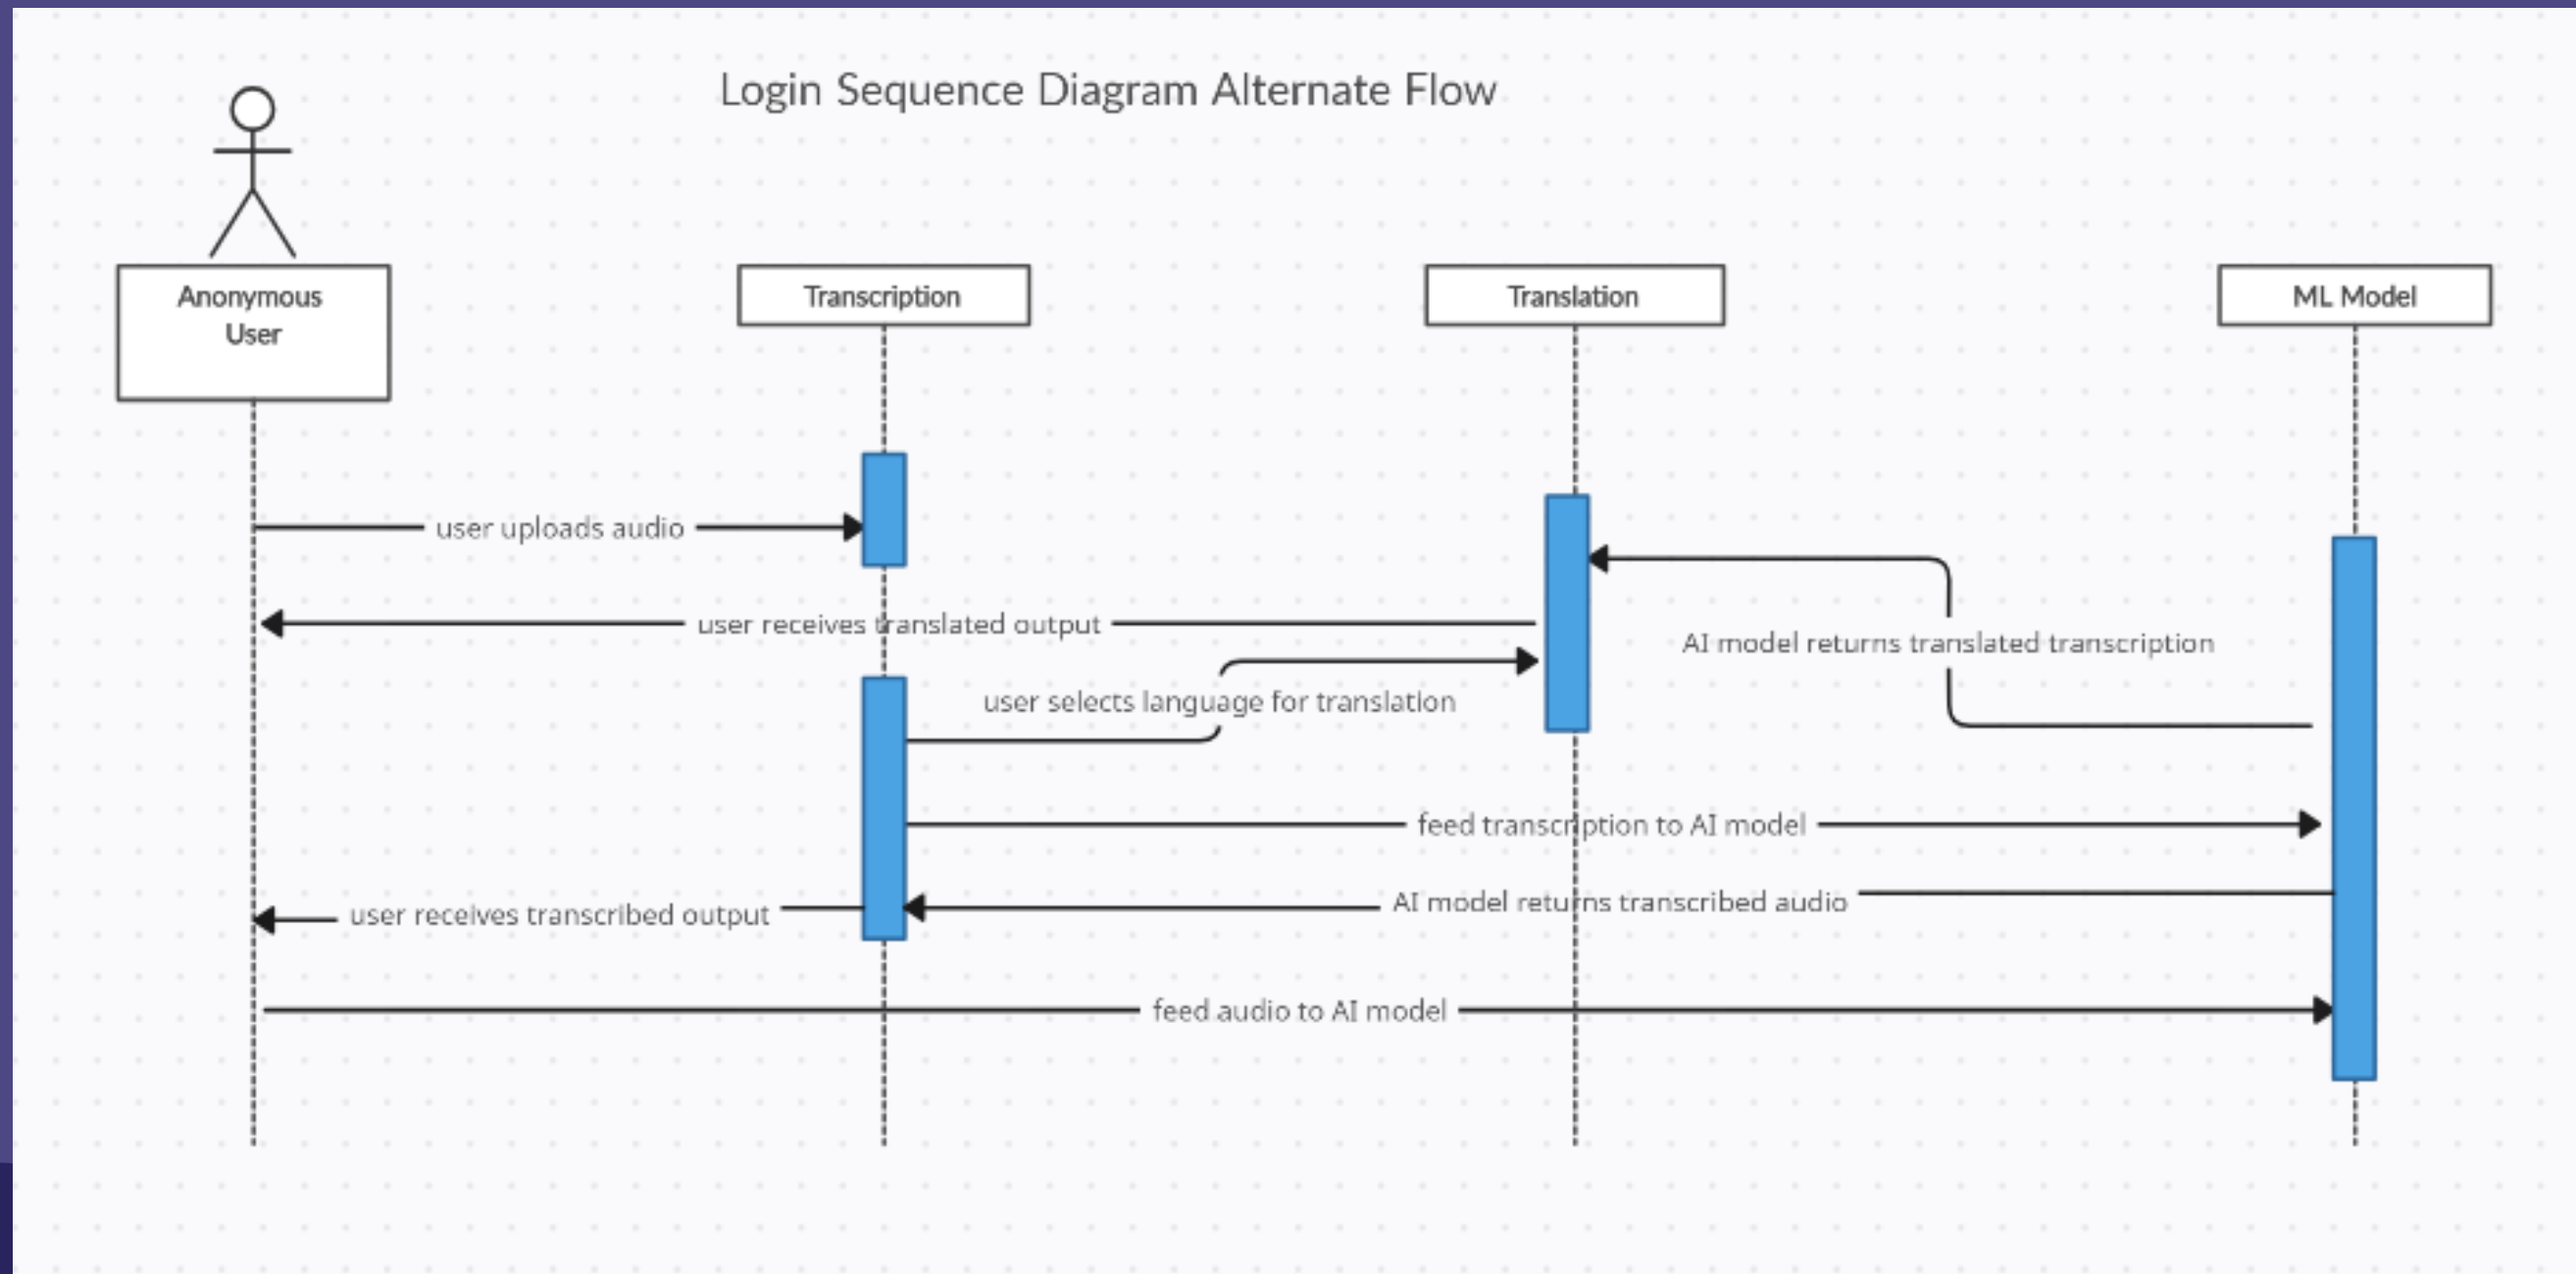 Login Sequence Diagram Alternate Flow
Anonymous
User
Transcription
Translation
ML Model
user uploads audio
user receives translated output
AI model returns translated transcription
user selects language for translation
feed transcription to AI model
AI model returns transcribed audio
user receives transcribed output
feed audio to AI model